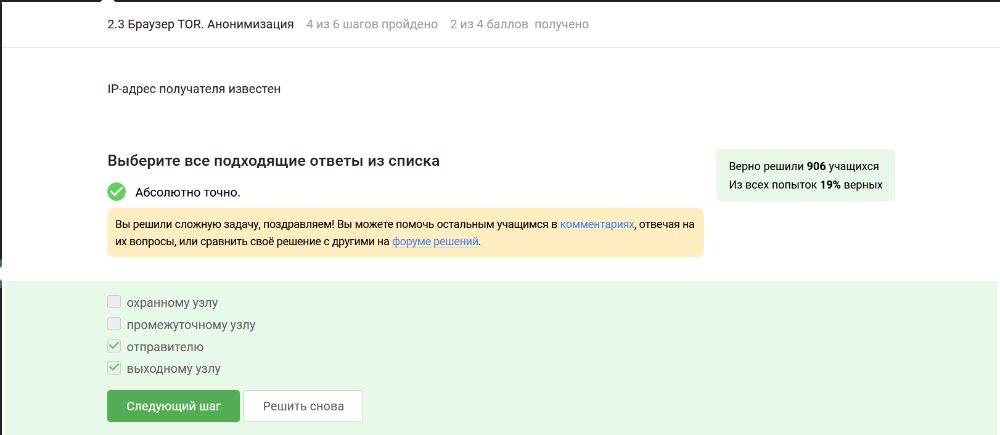 2.3 Браузер TOR. Анонимизация 4 из 6 шагов пройдено 2 из 4 баллов получено
IP-адрес получателя известен
Выберите все подходящие ответы из списка
Верно решили 906 учащихся
Из всех попыток 19% верных
Абсолютно точно.
Вы решили сложную задачу, поздравляем! Вы можете помочь остальным учащимся в комментариях, отвечая на
их вопросы, или сравнить своё решение с другими на форуме решений.
охранному узлу
промежуточному узлу
отправителю
выходному узлу
Следующий шаг Решить снова